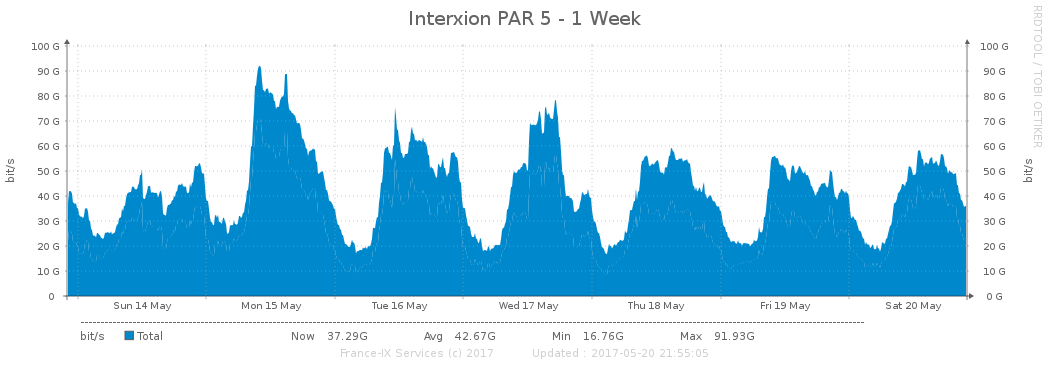 Interxion PAR 5 - 1 Week
RRDTOOL / TOBI OETIKER
bit/s
bit/s
100 G 100 G
90 G 90 G
80 G 80 G
70 G 70 G
60 G 60 G
50 G 50 G
40 G 40 G
30 G 30 G
20 G 20 G
10 G 10 G
0 0 G
Sun 14 May Mon 15 May Tue 16 May Wed 17 May Thu 18 May Fri 19 May Sat 20 May
bit/s Total Now 37.29G Avg 42.67G Min 16.76G Max 91.93G
France-IX Services (c) 2017 Updated : 2017-05-20 21:55:05